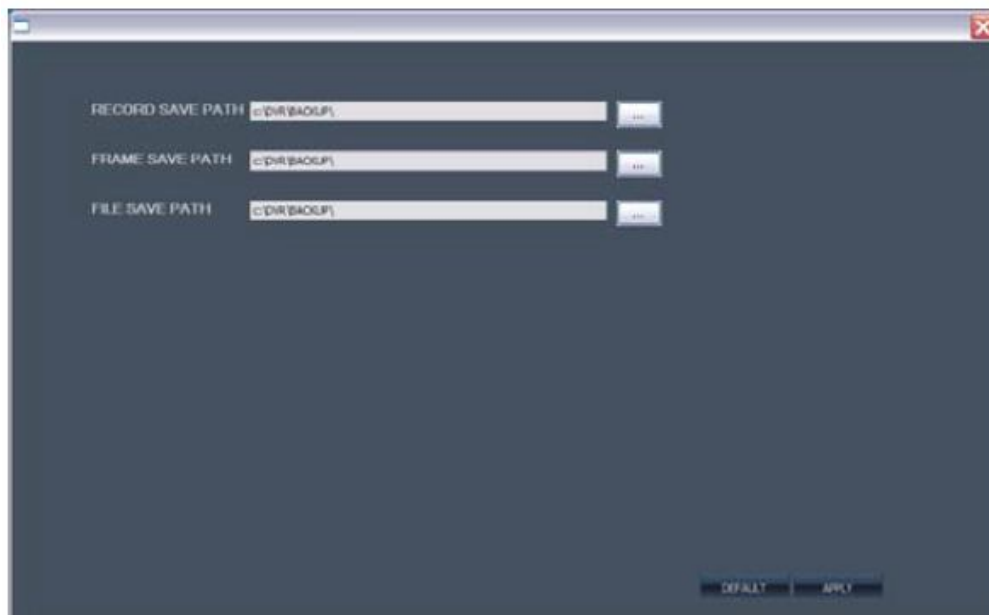 RECORD SAVE PATH c:\DVR\BACKUP\ ...
FRAME SAVE PATH c:\DVR\BACKUP\ ...
FILE SAVE PATH c:\DVR\BACKUP\ ...
DEFAULT APPLY